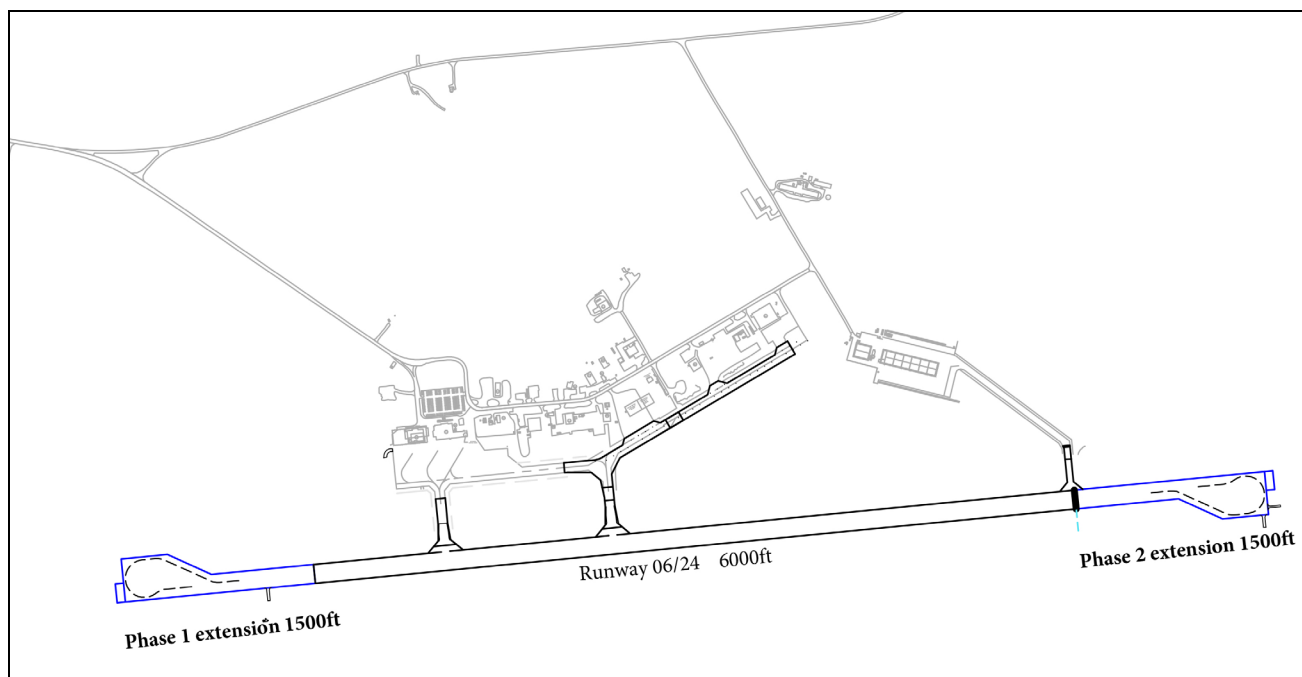 Runway 06/24 6000ft
Phase 2 extension 1500ft
Phase 1 extension 1500ft